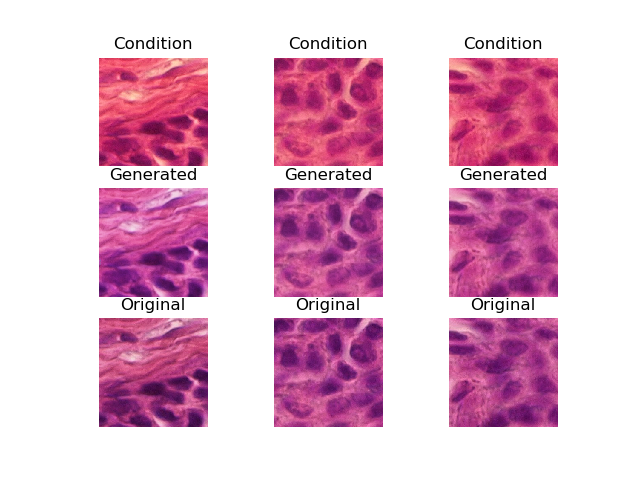 Condition Condition Condition
Generated Generated Generated
Original Original Original